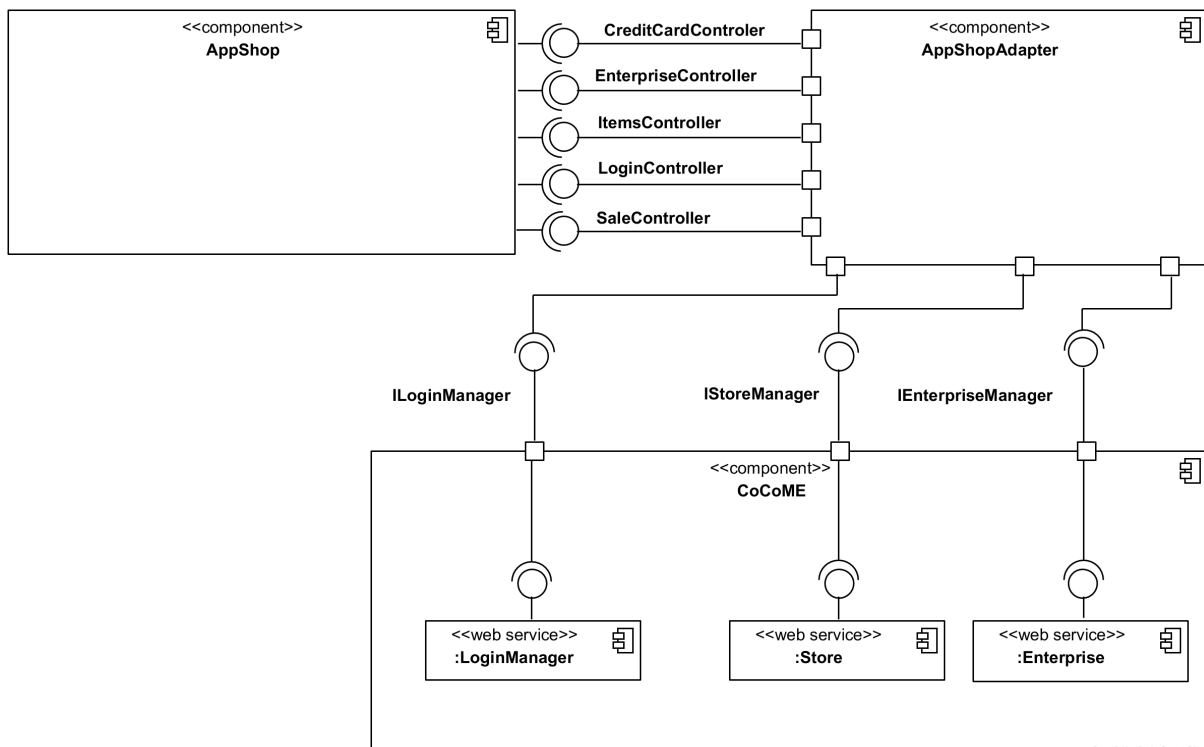 <<component>>
AppShop
CreditCardControler
EnterpriseController
ItemsController
LoginController
SaleController
<<component>>
AppShopAdapter
ILoginManager
IStoreManager
IEnterpriseManager
<<component>>
CoCoME
<<web service>>
:LoginManager
<<web service>>
:Store
<<web service>>
:Enterprise